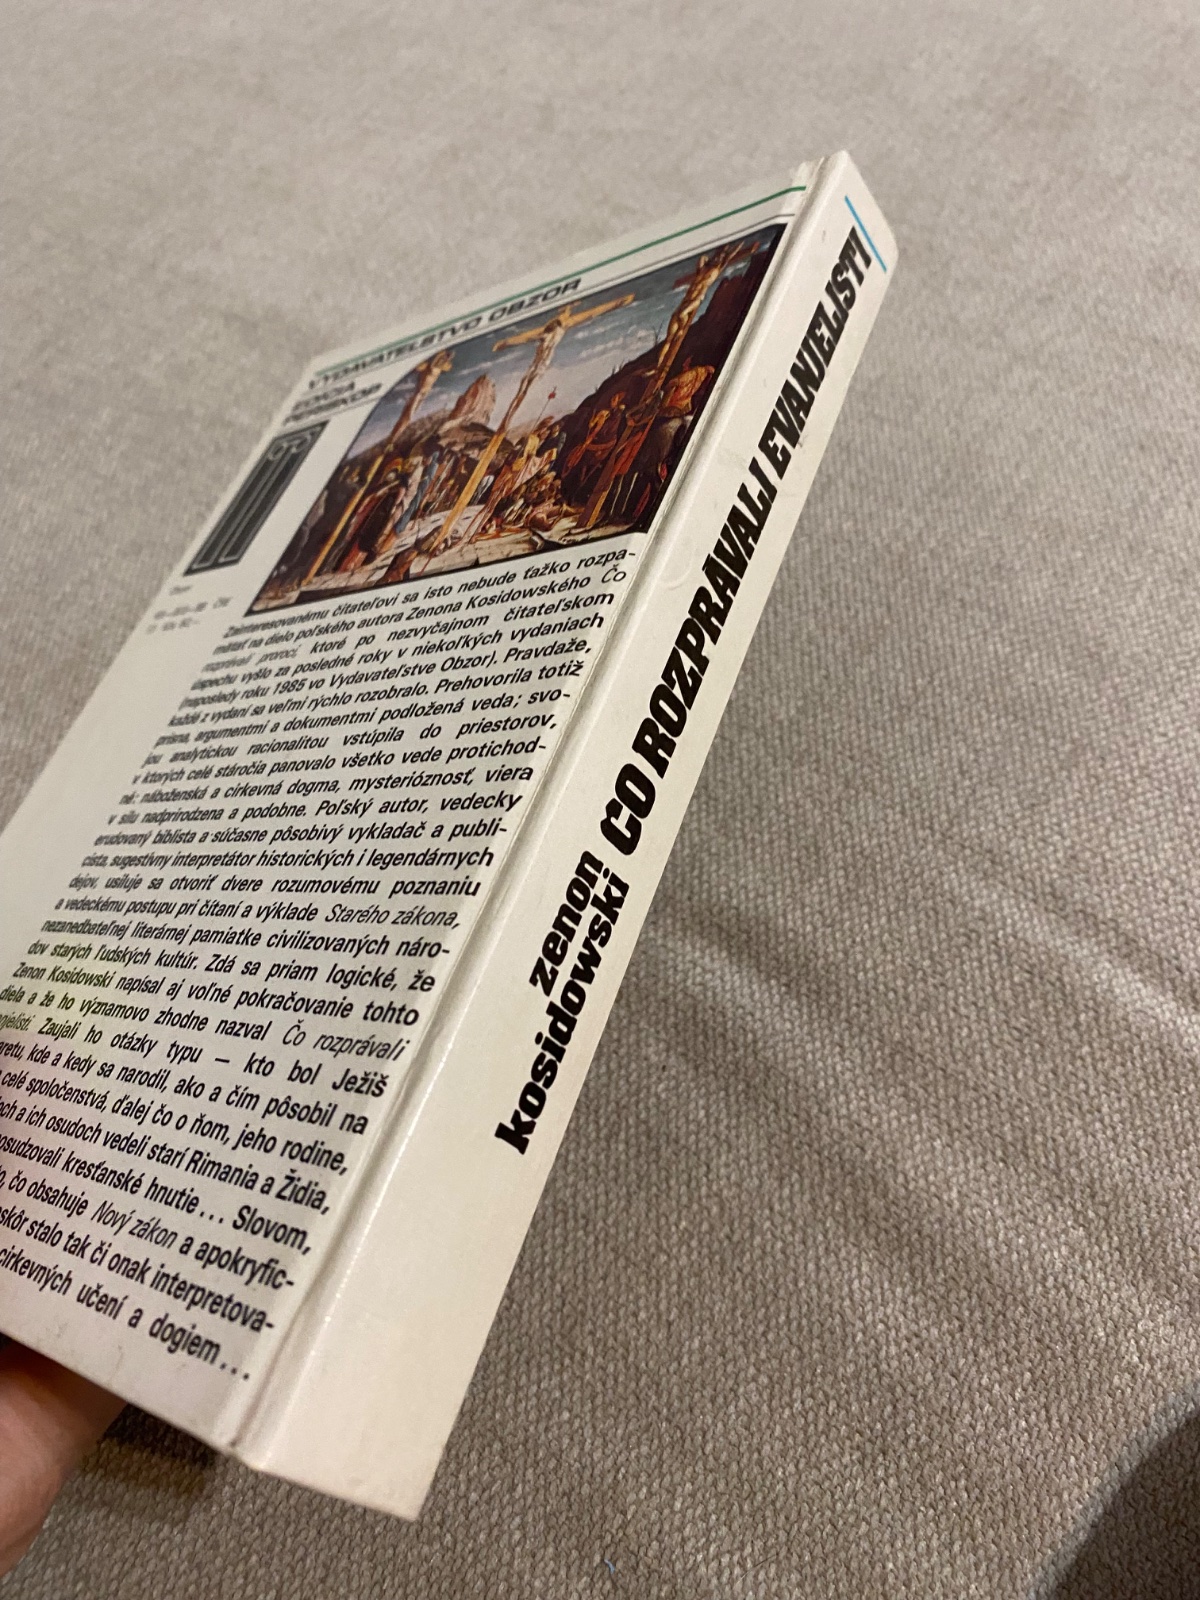 VYDAVATEĽSTVO OBZOR
EDÍCIA
PERISKOP
Zainteresovanému čitateľovi sa isto nebude ťažko rozpa-
mätať na dielo poľského autora Zenona Kosidowského Čo
rozprávali proroci, ktoré po nezvyčajnom čitateľskom
úspechu vyšlo za posledné roky v niekoľkých vydaniach
(naposledy roku 1985 vo Vydavateľstve Obzor). Pravdaže,
každé z vydaní sa veľmi rýchlo rozobralo. Prehovorila totiž
prísna, argumentmi a dokumentmi podložená veda; svo-
jou analytickou racionalitou vstúpila do priestorov,
v ktorých celé stáročia panovalo všetko vede protichod-
né: náboženská a cirkevná dogma, mysterióznosť, viera
v silu nadprirodzena a podobne. Poľský autor, vedecky
erudovaný biblista a súčasne pôsobivý vykladač a publi-
cista, sugestívny interpretátor historických i legendárnych
dejov, usiluje sa otvoriť dvere rozumovému poznaniu
a vedeckému postupu pri čítaní a výklade Starého zákona,
nezanedbateľnej literárnej pamiatke civilizovaných náro-
dov starých ľudských kultúr. Zdá sa priam logické, že
Zenon Kosidowski napísal aj voľné pokračovanie tohto
diela a že ho významovo zhodne nazval Čo rozprávali
njelisti. Zaujali ho otázky typu — kto bol Ježiš
aretu, kde a kedy sa narodil, ako a čím pôsobil na
celé spoločenstvá, ďalej čo o ňom, jeho rodine,
och a ich osudoch vedeli starí Rimania a Židia,
osudzovali kresťanské hnutie... Slovom,
o, čo obsahuje Nový zákon a apokryfic-
skôr stalo tak či onak interpretova-
cirkevných učení a dogiem...
zenon
kosidowski
ČO ROZPRÁVALI EVANJELISTI